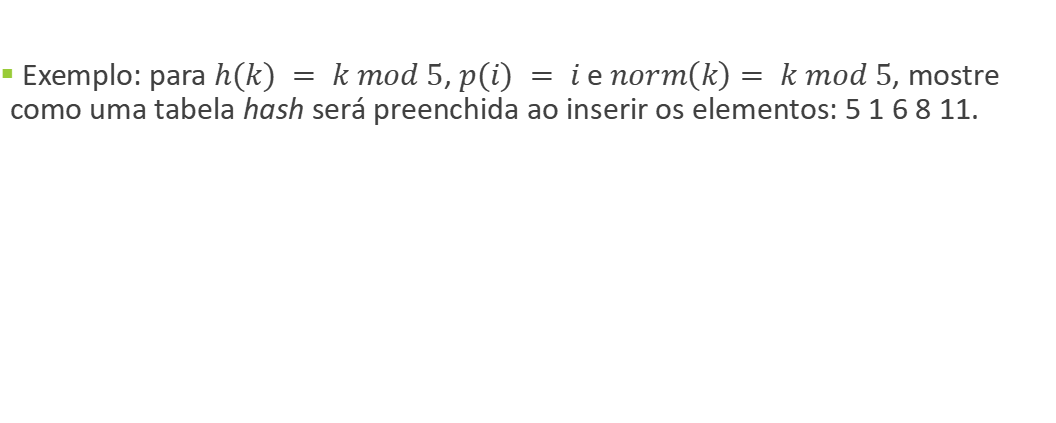 ▪ Exemplo: para h(k) = k mod 5, p(i) = i e norm(k) = k mod 5, mostre
como uma tabela hash será preenchida ao inserir os elementos: 5 1 6 8 11.